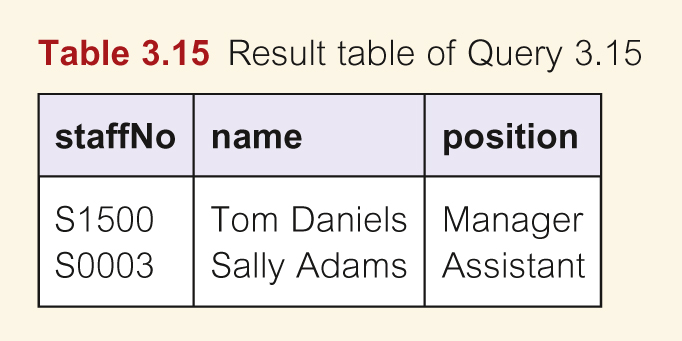 Table 3.15 Result table of Query 3.15
staffNo name position
S1500 Tom Daniels Manager
S0003 Sally Adams Assistant